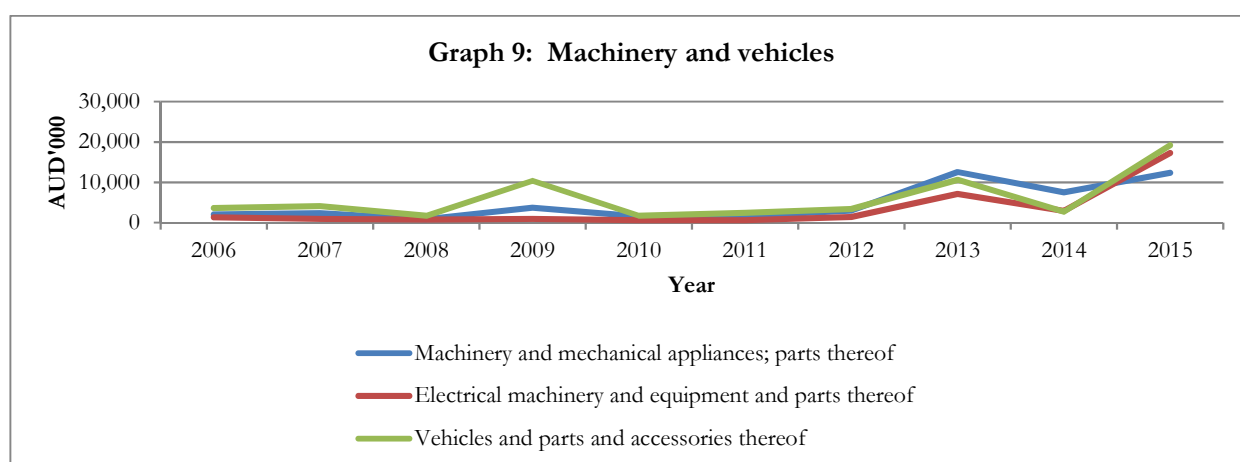 Graph 9:  Machinery and vehicles
30,000
20,000
10,000
0
AUD'000
2006 2007 2008 2009 2010 2011 2012 2013 2014 2015
Year
Machinery and mechanical appliances; parts thereof
Electrical machinery and equipment and parts thereof
Vehicles and parts and accessories thereof